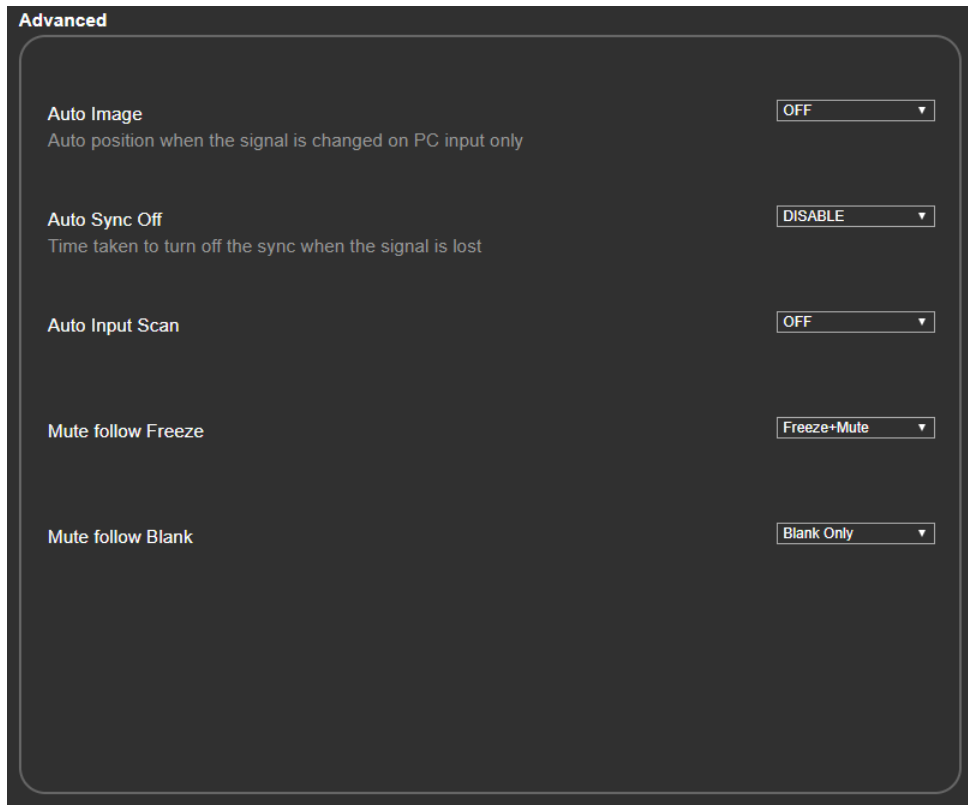 Advanced
Auto Image
OFF
Auto position when the signal is changed on PC input only
Auto Sync Off
DISABLE
Time taken to turn off the sync when the signal is lost
Auto Input Scan
OFF
Mute follow Freeze
Freeze+Mute
Mute follow Blank
Blank Only